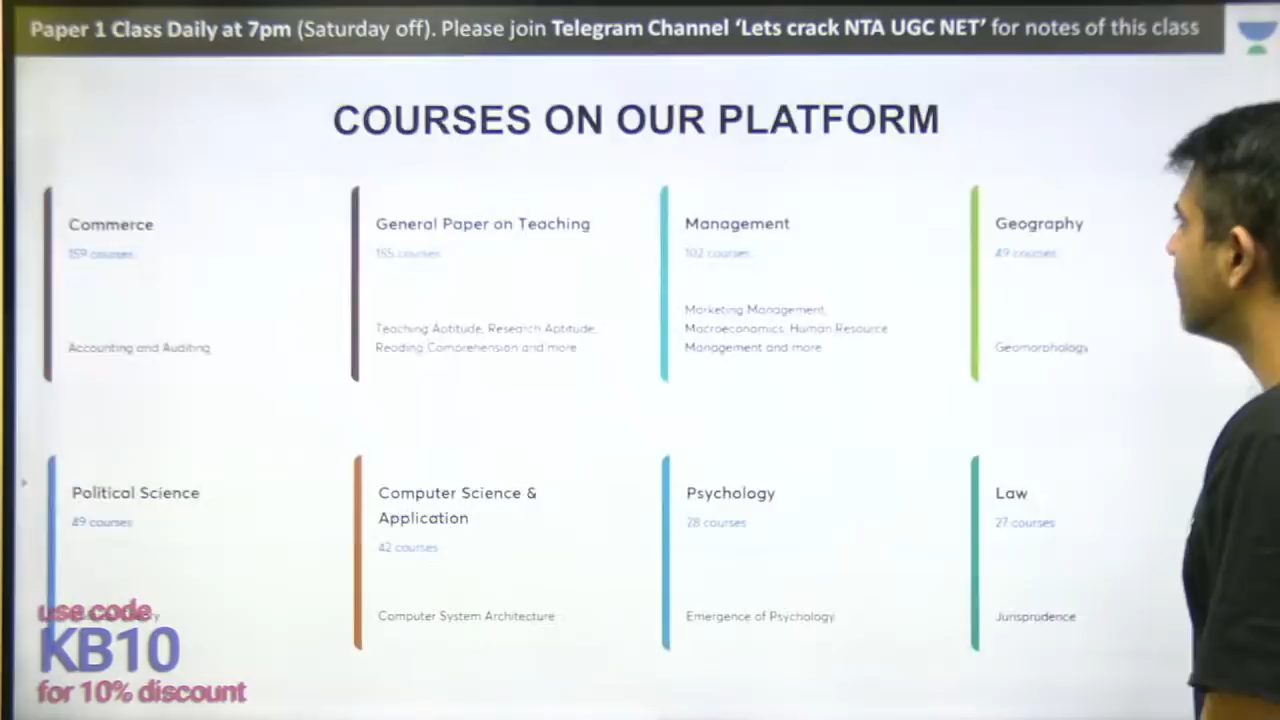 Paper 1 Class Daily at 7pm (Saturday off). Please join Telegram Channel ‘Lets crack NTA UGC NET’ for notes of this class
COURSES ON OUR PLATFORM
Commerce
159 courses
Accounting and Auditing
General Paper on Teaching
155 courses
Teaching Aptitude, Research Aptitude,
Reading Comprehension and more
Management
102 courses
Marketing Management,
Macroeconomics, Human Resource
Management and more
Geography
49 courses
Geomorphology
Political Science
49 courses
Computer Science &
Application
42 courses
Computer System Architecture
Psychology
28 courses
Emergence of Psychology
Law
27 courses
Jurisprudence
use code
KB10
for 10% discount